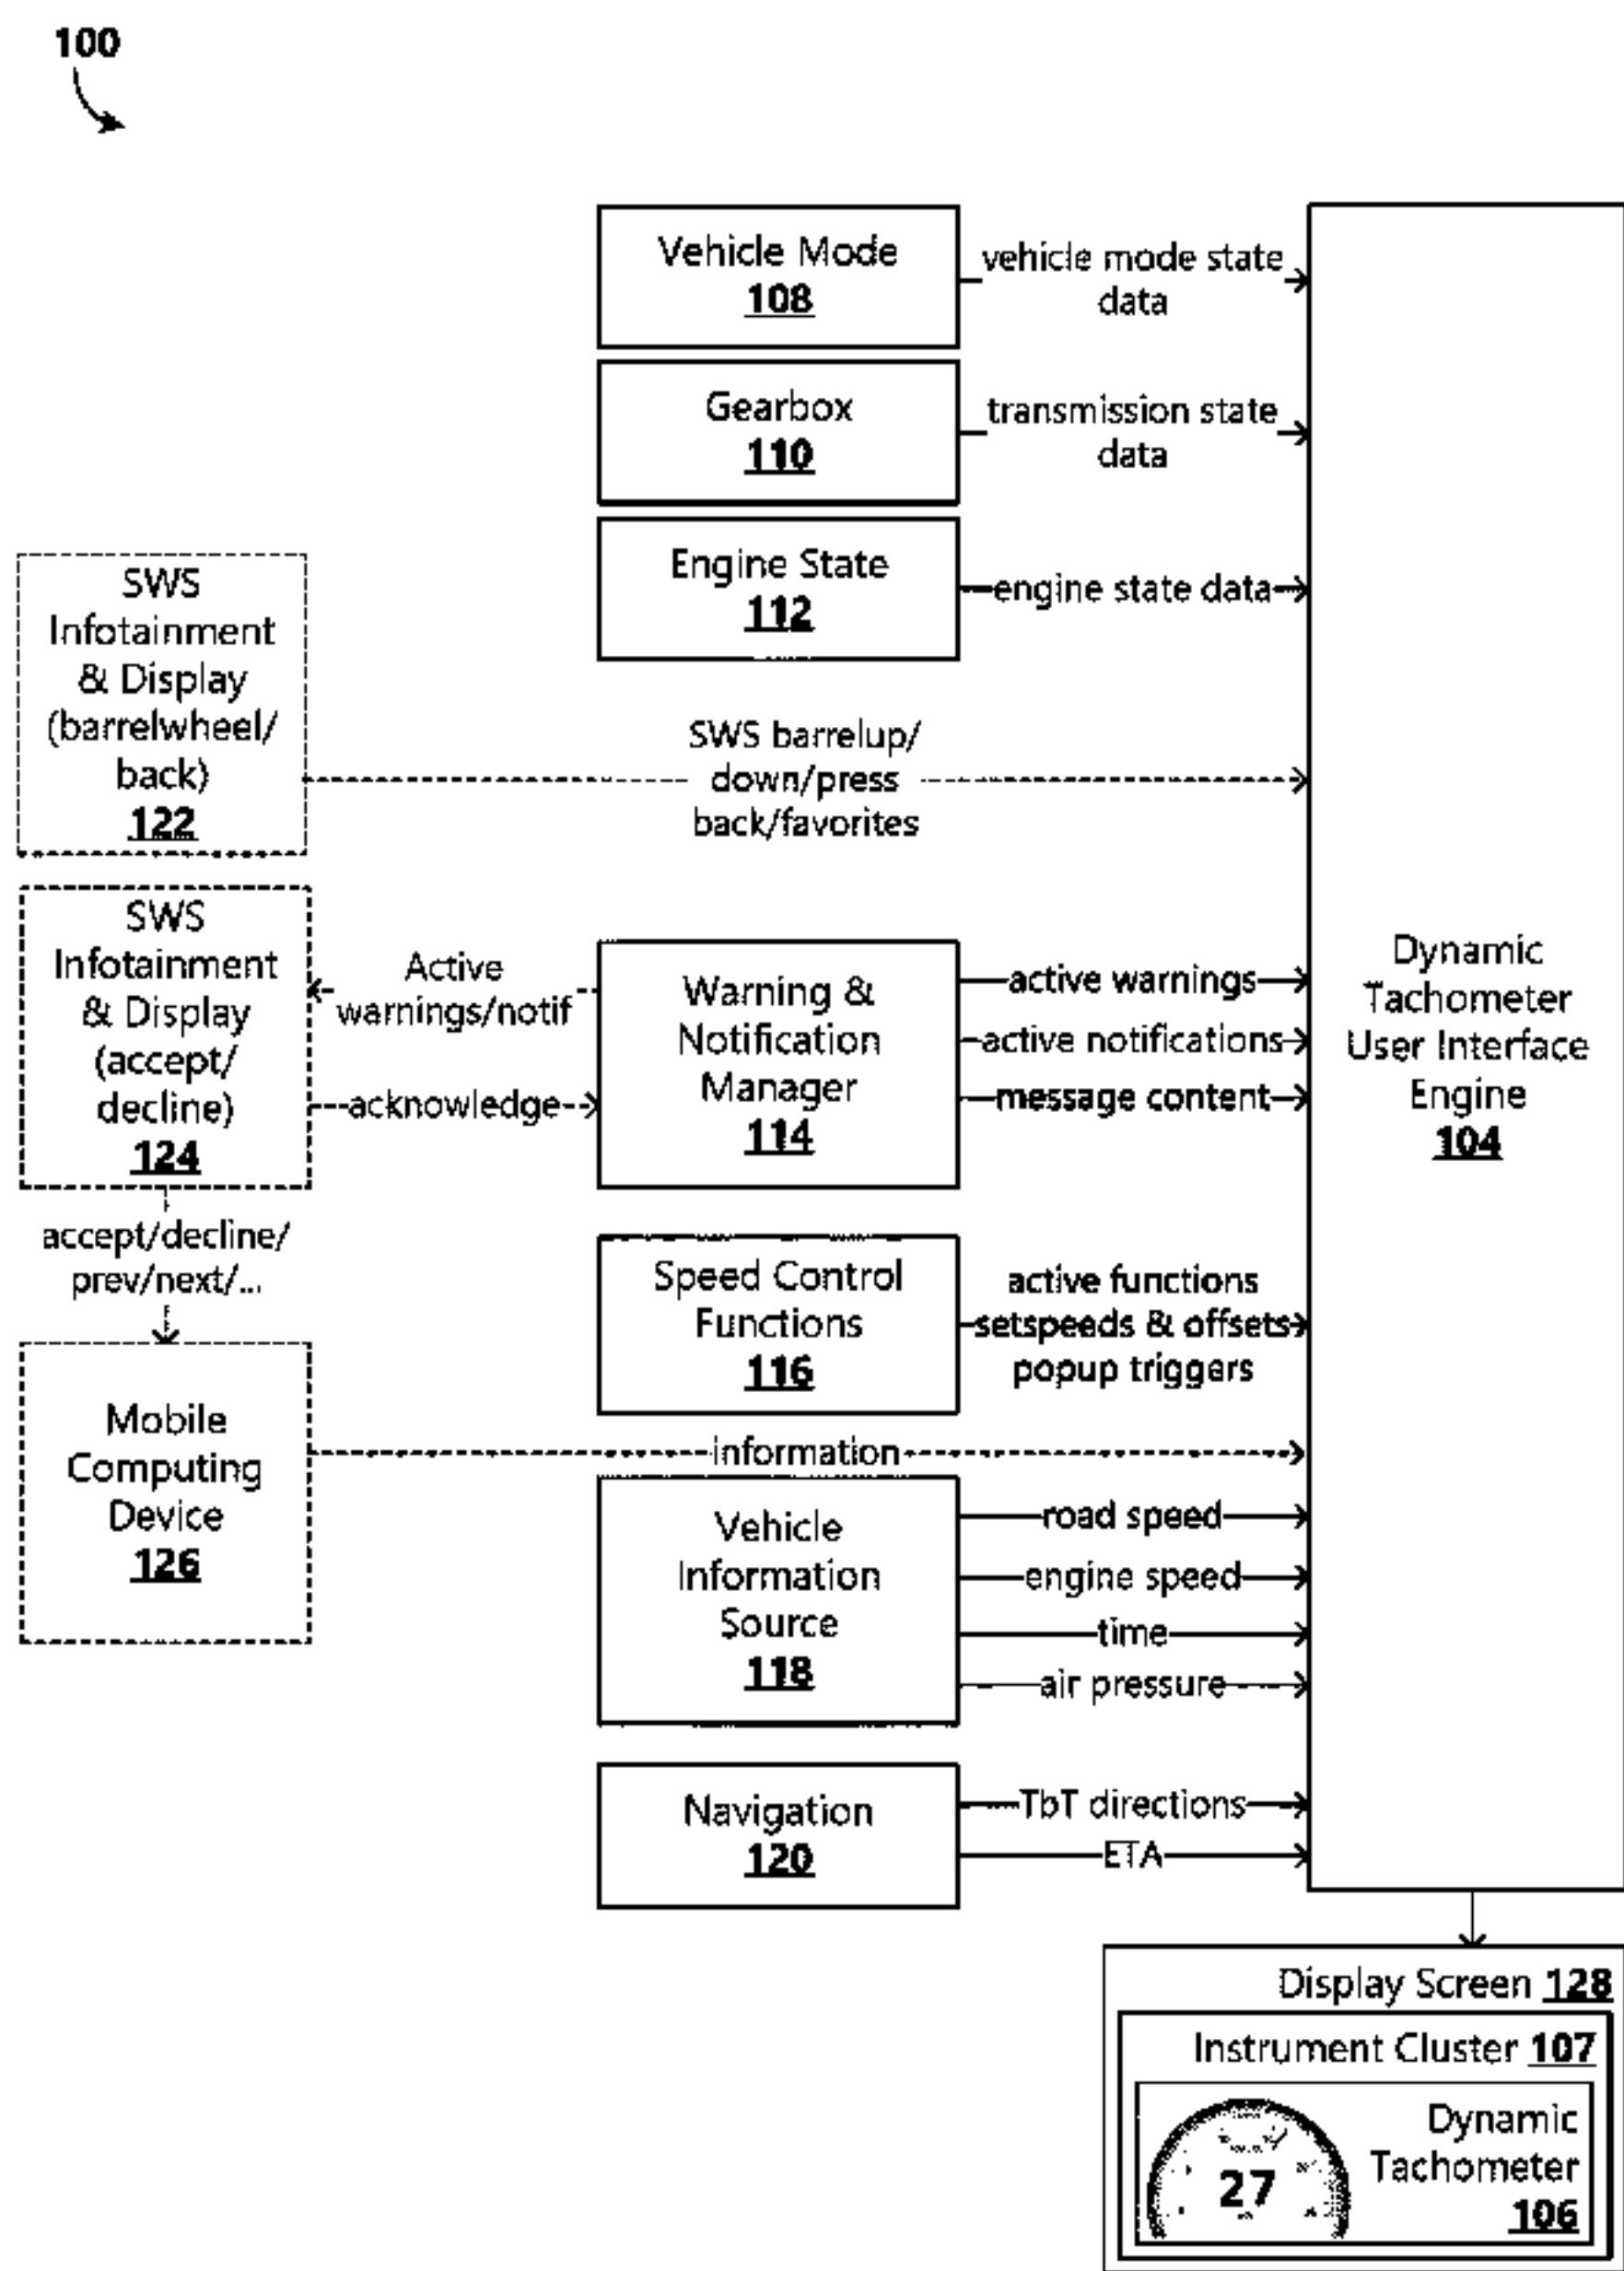 100
Vehicle Mode
108
vehicle mode state
data
Gearbox
110
transmission state
data
Engine State
112
engine state data
SWS
Infotainment
& Display
(barrelwheel/
back)
122
SWS barrelup/
down/press
back/favorites
SWS
Infotainment
& Display
(accept/
decline)
124
Active
warnings/notif
acknowledge
Warning &
Notification
Manager
114
active warnings
active notifications
message content
Dynamic
Tachometer
User Interface
Engine
104
accept/decline/
prev/next/...
Speed Control
Functions
116
active functions
setspeeds & offsets
popup triggers
Mobile
Computing
Device
126
information
Vehicle
Information
Source
118
road speed
engine speed
time
air pressure
Navigation
120
TbT directions
ETA
Display Screen 128
Instrument Cluster 107
27
Dynamic
Tachometer
106